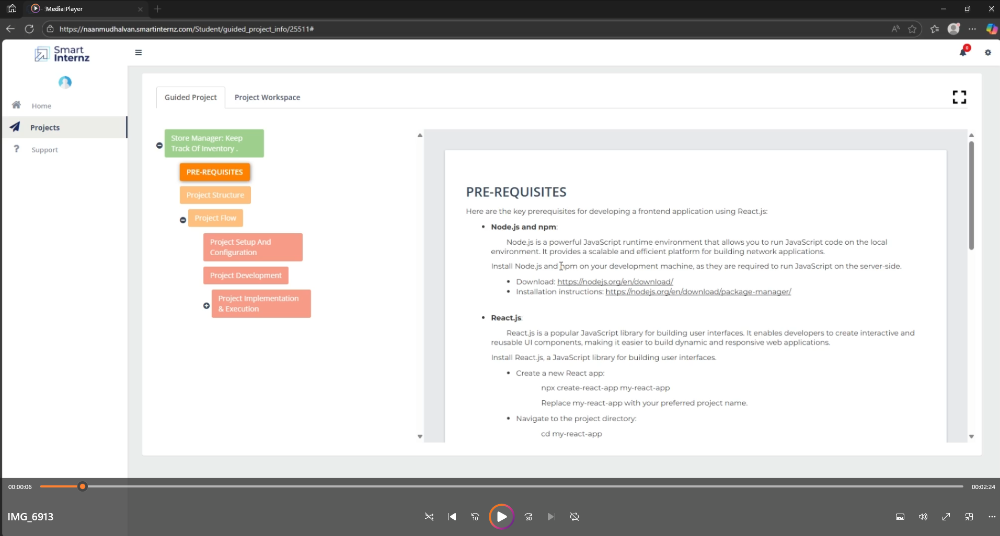 Media Player
https://naanmudhalvan.smartinternz.com/Student/guided_project_info/25511#
Smart
Internz
0
Home
Projects
Support
Guided Project
Project Workspace
Store Manager: Keep
Track Of Inventory .
PRE-REQUISITES
Project Structure
Project Flow
Project Setup And
Configuration
Project Development
Project Implementation
& Execution
PRE-REQUISITES
Here are the key prerequisites for developing a frontend application using React.js:
• Node.js and npm:
Node.js is a powerful JavaScript runtime environment that allows you to run JavaScript code on the local
environment. It provides a scalable and efficient platform for building network applications.
Install Node.js and npm on your development machine, as they are required to run JavaScript on the server-side.
• Download: https://nodejs.org/en/download/
• Installation instructions: https://nodejs.org/en/download/package-manager/
• React.js:
React.js is a popular JavaScript library for building user interfaces. It enables developers to create interactive and
reusable UI components, making it easier to build dynamic and responsive web applications.
Install React.js, a JavaScript library for building user interfaces.
• Create a new React app:
npx create-react-app my-react-app
Replace my-react-app with your preferred project name.
• Navigate to the project directory:
cd my-react-app
00:00:06
00:02:24
IMG_6913
10
30